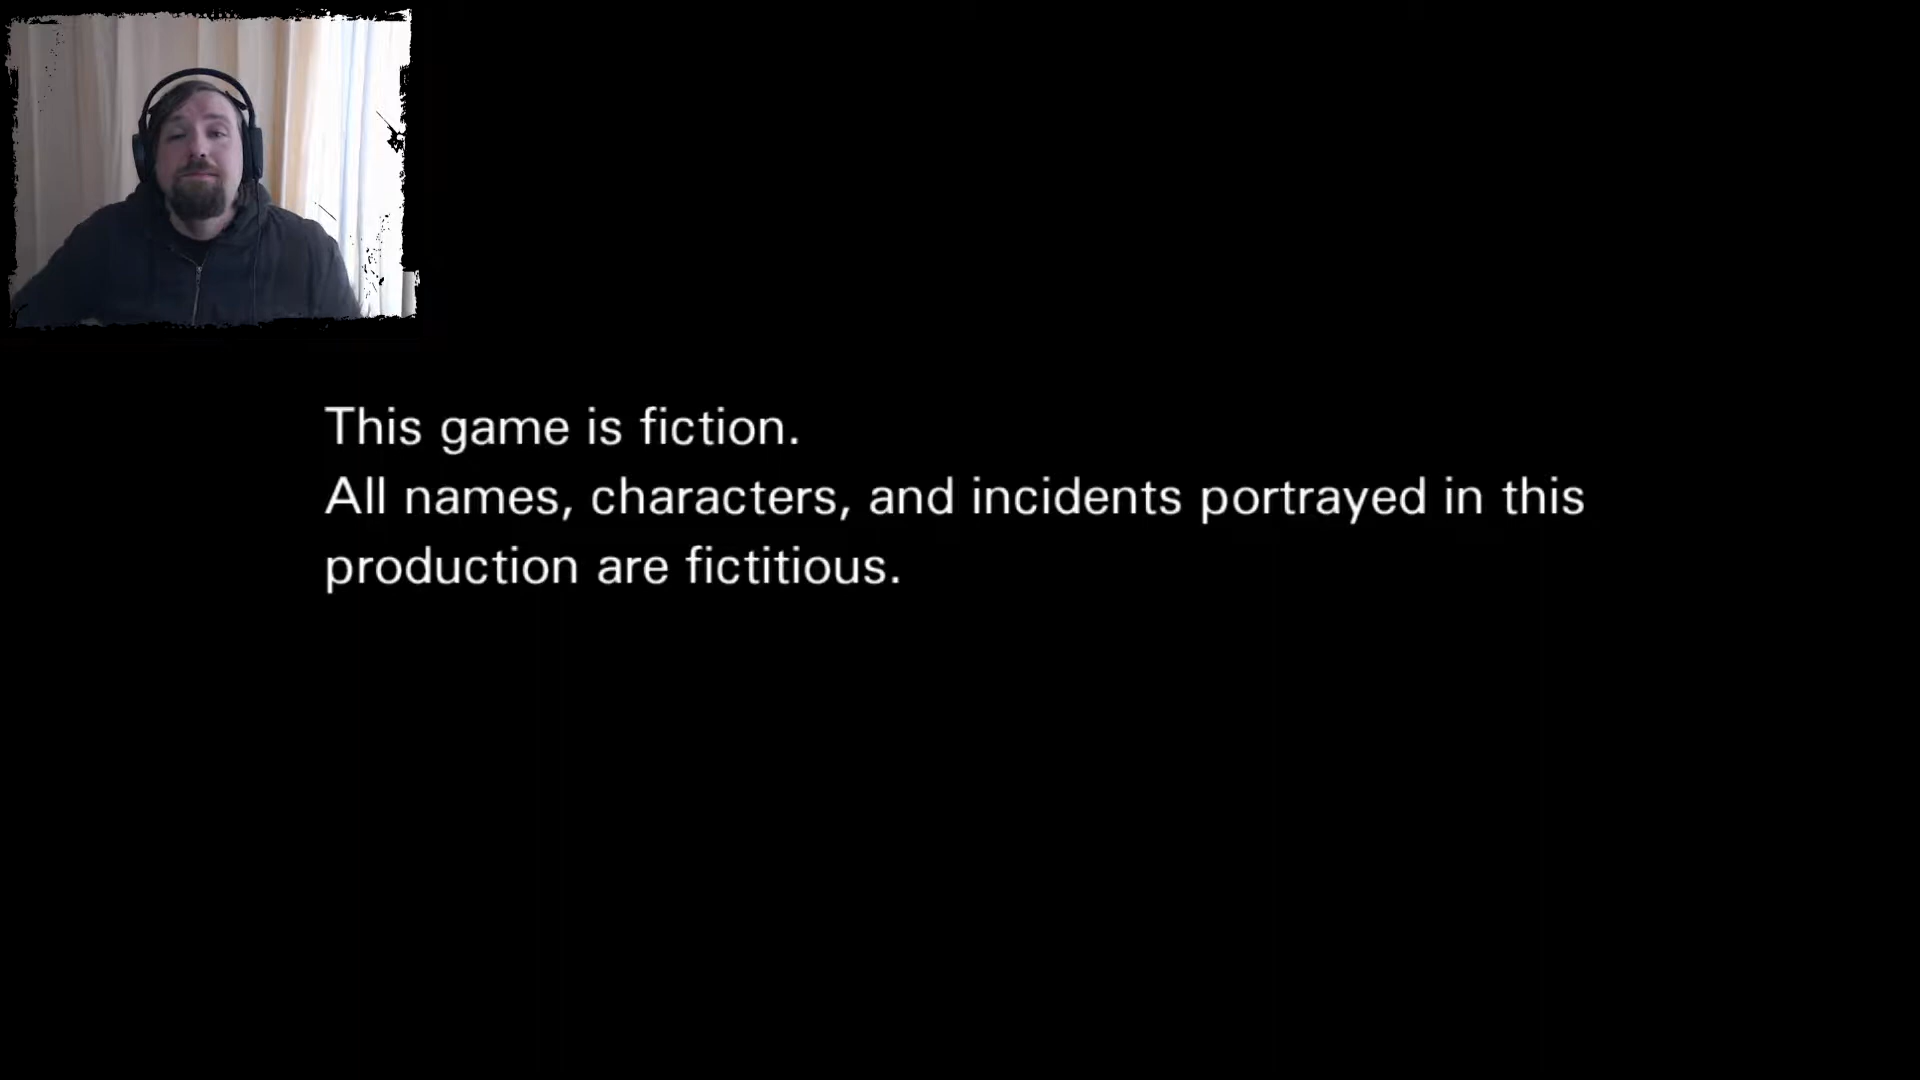 This game is fiction.
All names, characters, and incidents portrayed in this
production are fictitious.